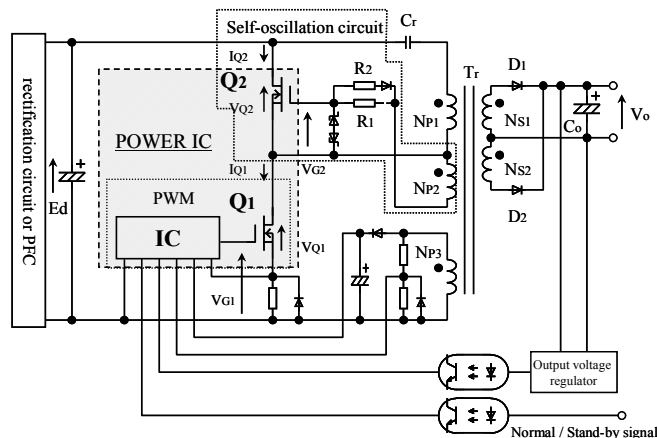 Self-oscillation circuit
Cr
rectification circuit or PFC
IQ2
Q2
R2
Tr
D1
VQ2
R1
NP1
NS1
Co
Vo
POWER IC
Ed
IQ1
VG2
NP2
NS2
D2
PWM
Q1
IC
VQ1
NP3
VG1
Output voltage
regulator
Normal / Stand-by signal